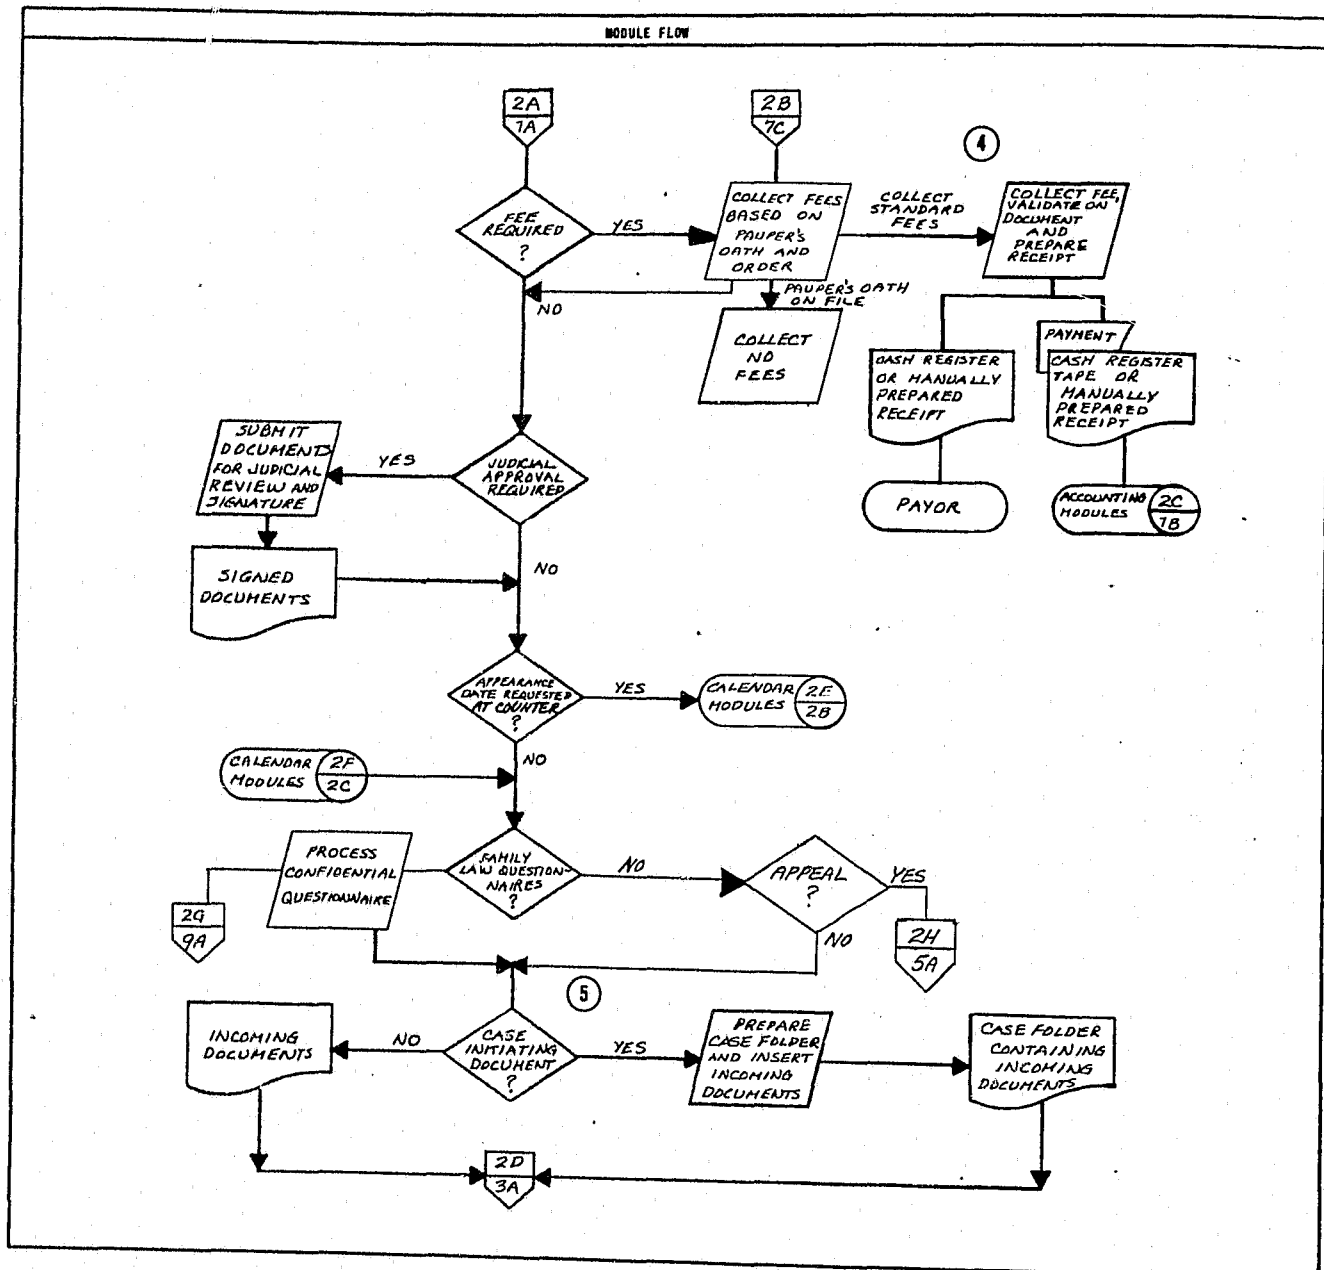 MODULE FLOW
2A
1A
2B
7C
4
FEE
REQUIRED
?
YES
COLLECT FEES
BASED ON
PAUPER'S
OATH AND
ORDER
COLLECT
STANDARD
FEES
COLLECT FEE,
VALIDATE ON
DOCUMENT
AND
PREPARE
RECEIPT
NO
PAUPER'S OATH
ON FILE
COLLECT
NO
FEES
CASH REGISTER
OR MANUALLY
PREPARED
RECEIPT
PAYMENT
CASH REGISTER
TAPE OR
MANUALLY
PREPARED
RECEIPT
PAYOR
ACCOUNTING
MODULES
2C
1B
SUBMIT
DOCUMENTS
FOR JUDICIAL
REVIEW AND
SIGNATURE
YES
JUDICIAL
APPROVAL
REQUIRED
NO
SIGNED
DOCUMENTS
APPEARANCE
DATE REQUESTED
AT COUNTER
?
YES
CALENDAR
MODULES
2E
2B
NO
CALENDAR
MODULES
2F
2C
PROCESS
CONFIDENTIAL
QUESTIONNAIRE
FAMILY
LAW QUESTION-
NAIRES
?
NO
APPEAL
?
YES
2G
9A
NO
2H
5A
5
INCOMING
DOCUMENTS
NO
CASE
INITIATING
DOCUMENT
?
YES
PREPARE
CASE FOLDER
AND INSERT
INCOMING
DOCUMENTS
CASE FOLDER
CONTAINING
INCOMING
DOCUMENTS
2D
3A